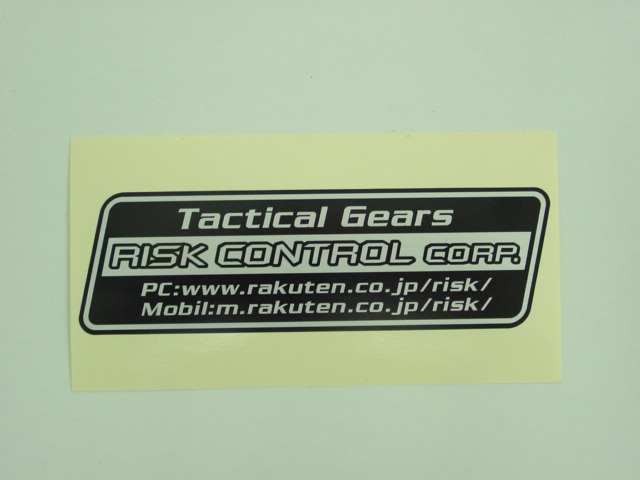 Tactical Gears
RISK CONTROL CORP.
PC:www.rakuten.co.jp/risk/
Mobil:m.rakuten.co.jp/risk/